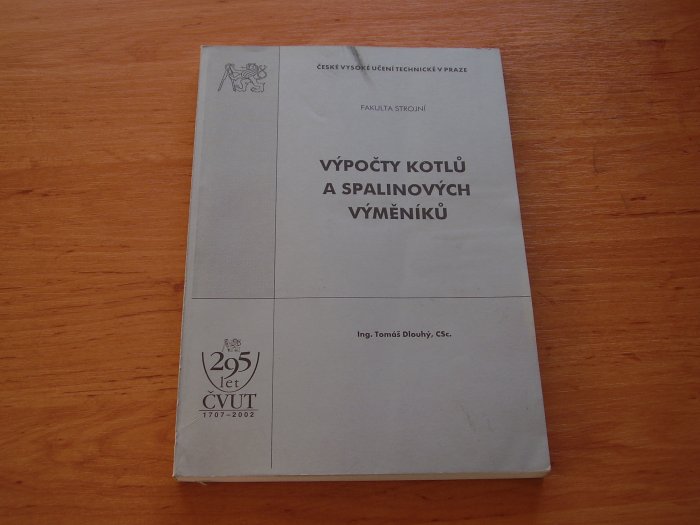 ČESKÉ VYSOKÉ UČENÍ TECHNICKÉ V PRAZE
FAKULTA STROJNÍ
VÝPOČTY KOTLŮ
A SPALINOVÝCH
VÝMĚNÍKŮ
Ing. Tomáš Dlouhý, CSc.
295
let
ČVUT
1707–2002